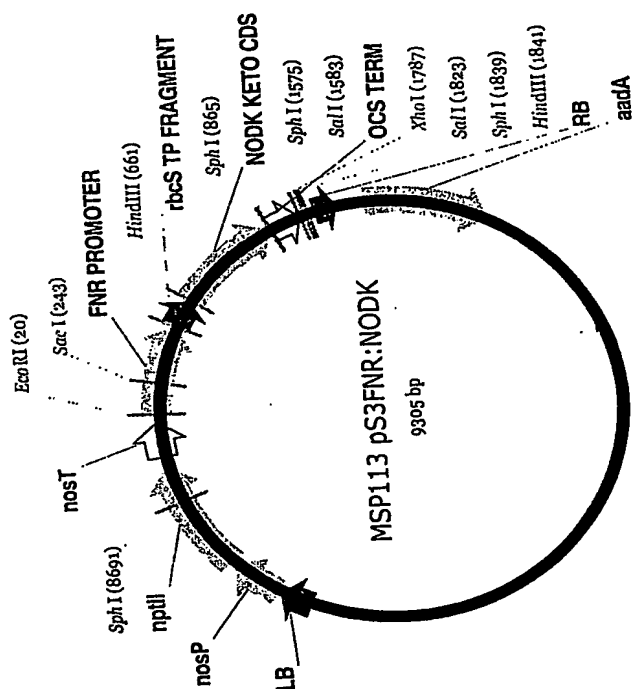 EcoRI (20)
SacI (243)
FNR PROMOTER
HindIII (661)
rbcS TP FRAGMENT
SphI (865)
NODK KETO CDS
SphI (1575)
SalI (1583)
OCS TERM
XhoI (1787)
SalI (1823)
SphI (1839)
HindIII (1841)
RB
aadA
nosT
SphI (8691)
nptII
nosP
LB
MSP113 pS3FNR:NODK
9305 bp